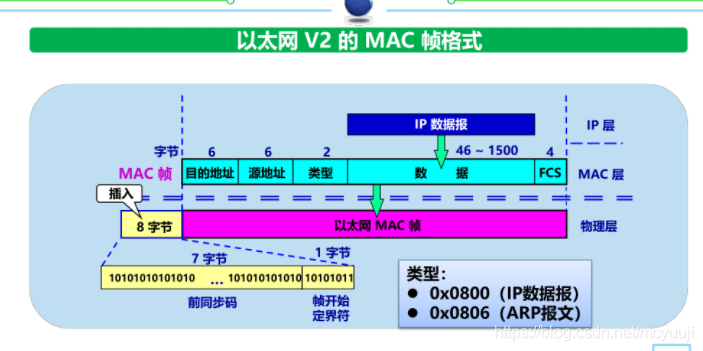 以太网 V2 的 MAC 帧格式
IP 数据报
IP 层
字节 6 6 2 46 ~ 1500 4
MAC 帧 目的地址 源地址 类型 数 据 FCS MAC 层
插入
8 字节 以太网 MAC 帧 物理层
7 字节 1 字节
10101010101010 ... 101010101010 10101011
前同步码 帧开始
定界符
类型：
● 0x0800（IP数据报）
● 0x0806（ARP报文）
https://blog.csdn.net/mcyuuji